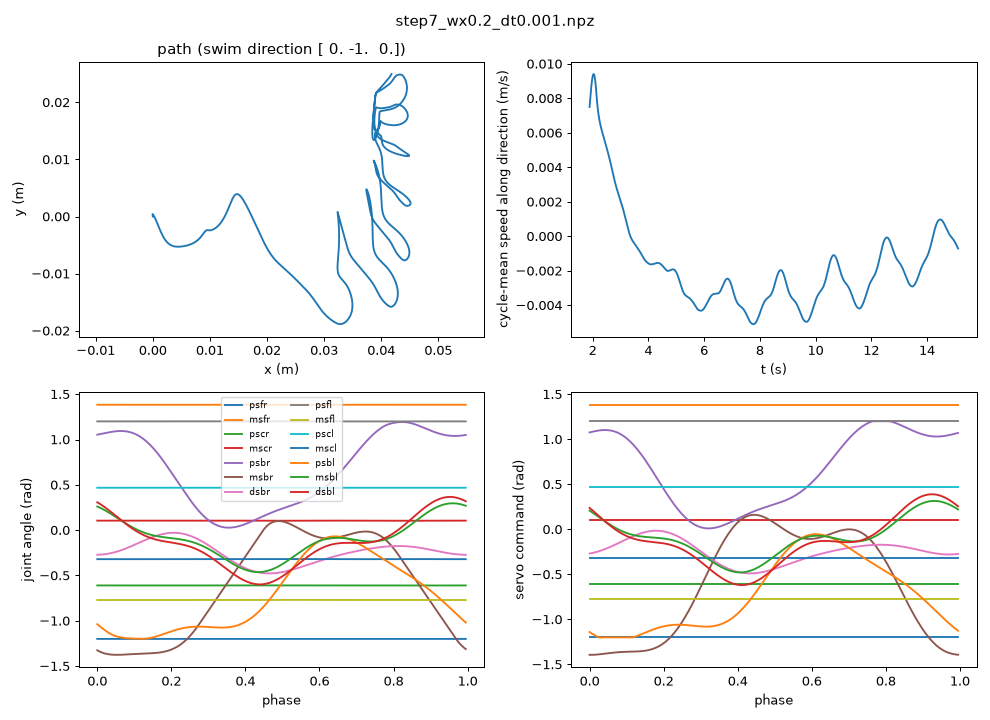 step7_wx0.2_dt0.001.npz
path (swim direction [ 0. -1.  0.])
y (m)
0.02
0.01
0.00
−0.01
−0.02
−0.01 0.00 0.01 0.02 0.03 0.04 0.05
x (m)
cycle-mean speed along direction (m/s)
0.010
0.008
0.006
0.004
0.002
0.000
−0.002
−0.004
2 4 6 8 10 12 14
t (s)
joint angle (rad)
1.5
1.0
0.5
0.0
−0.5
−1.0
−1.5
psfr psfl
msfr msfl
pscr pscl
mscr mscl
psbr psbl
msbr msbl
dsbr dsbl
0.0 0.2 0.4 0.6 0.8 1.0
phase
servo command (rad)
1.5
1.0
0.5
0.0
−0.5
−1.0
−1.5
0.0 0.2 0.4 0.6 0.8 1.0
phase